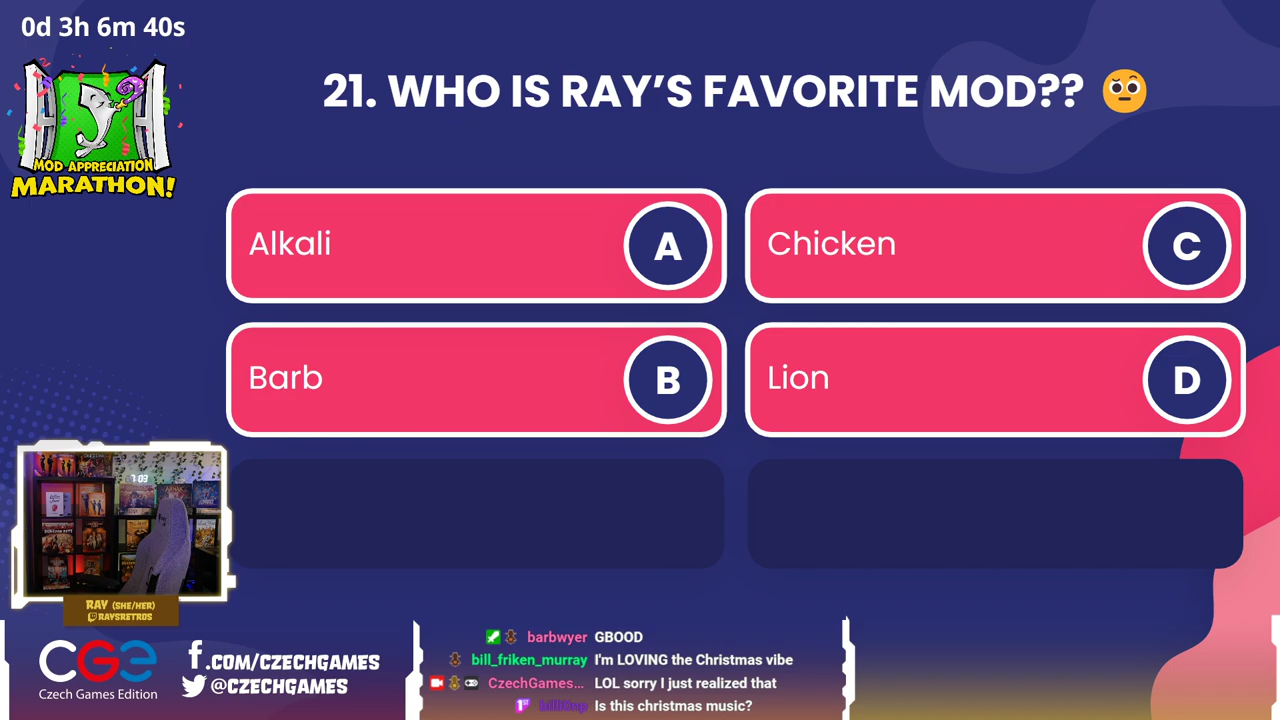 0d 3h 6m 40s
MOD APPRECIATION
MARATHON!
21. WHO IS RAY'S FAVORITE MOD??
Alkali
A
Chicken
C
Barb
B
Lion
D
7:03
RAY (SHE/HER)
RAYSRETROS
CGE
Czech Games Edition
f.COM/CZECHGAMES
@CZECHGAMES
barbwyer GBOOD
bill_friken_murray I'm LOVING the Christmas vibe
CzechGames... LOL sorry I just realized that
Is this christmas music?